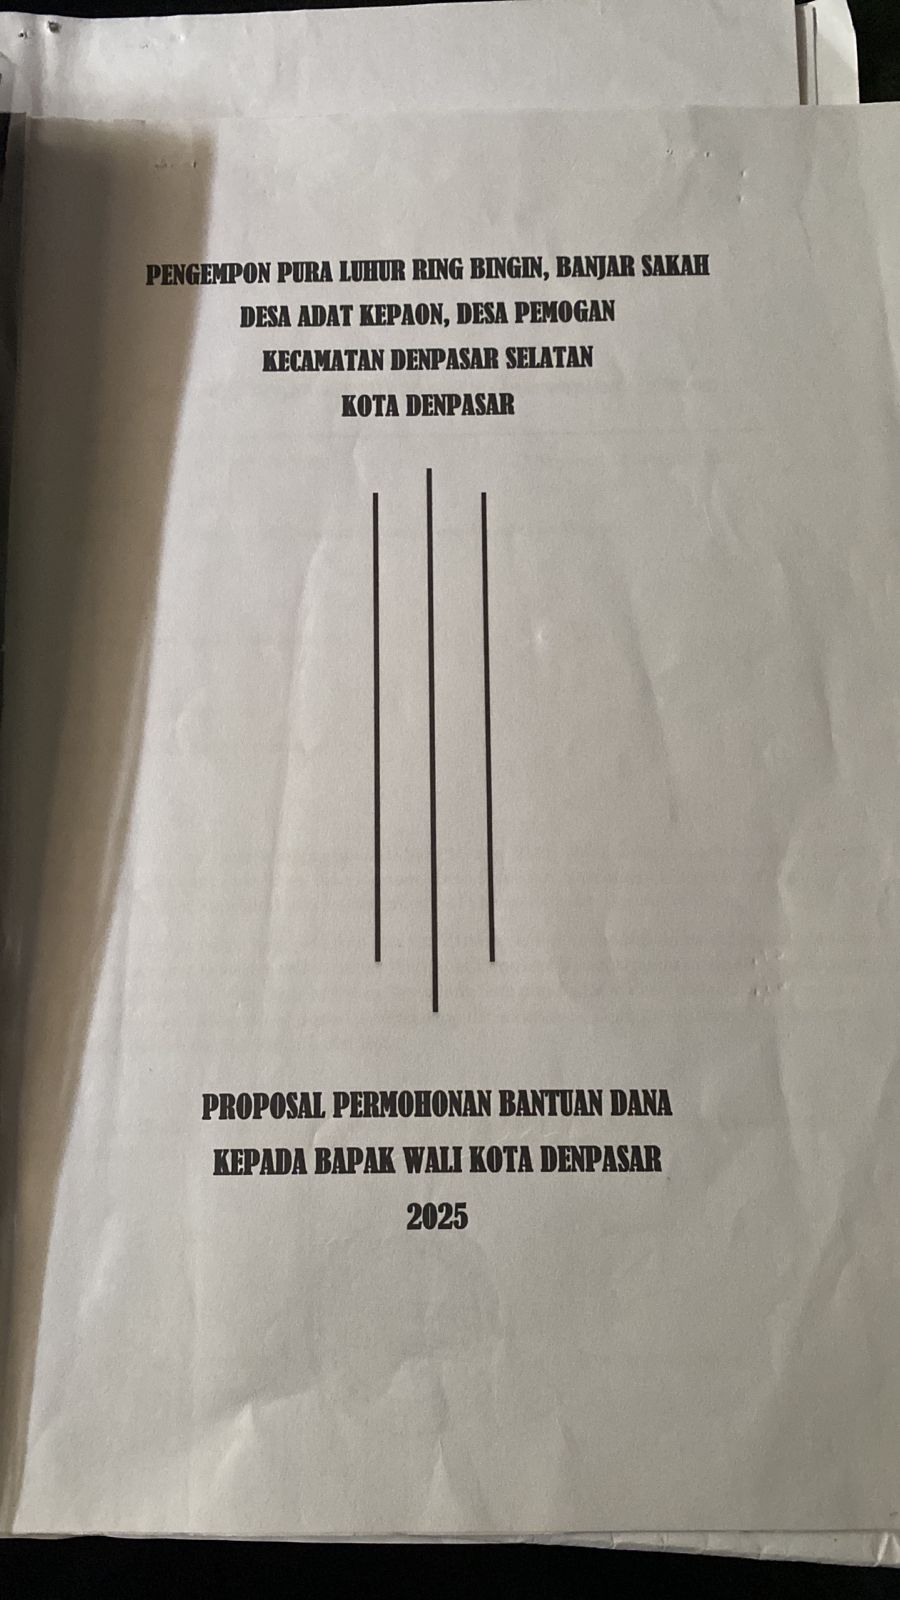 PENGEMPON PURA LUHUR RING BINGIN, BANJAR SAKAH
DESA ADAT KEPAON, DESA PEMOGAN
KECAMATAN DENPASAR SELATAN
KOTA DENPASAR
PROPOSAL PERMOHONAN BANTUAN DANA
KEPADA BAPAK WALI KOTA DENPASAR
2025